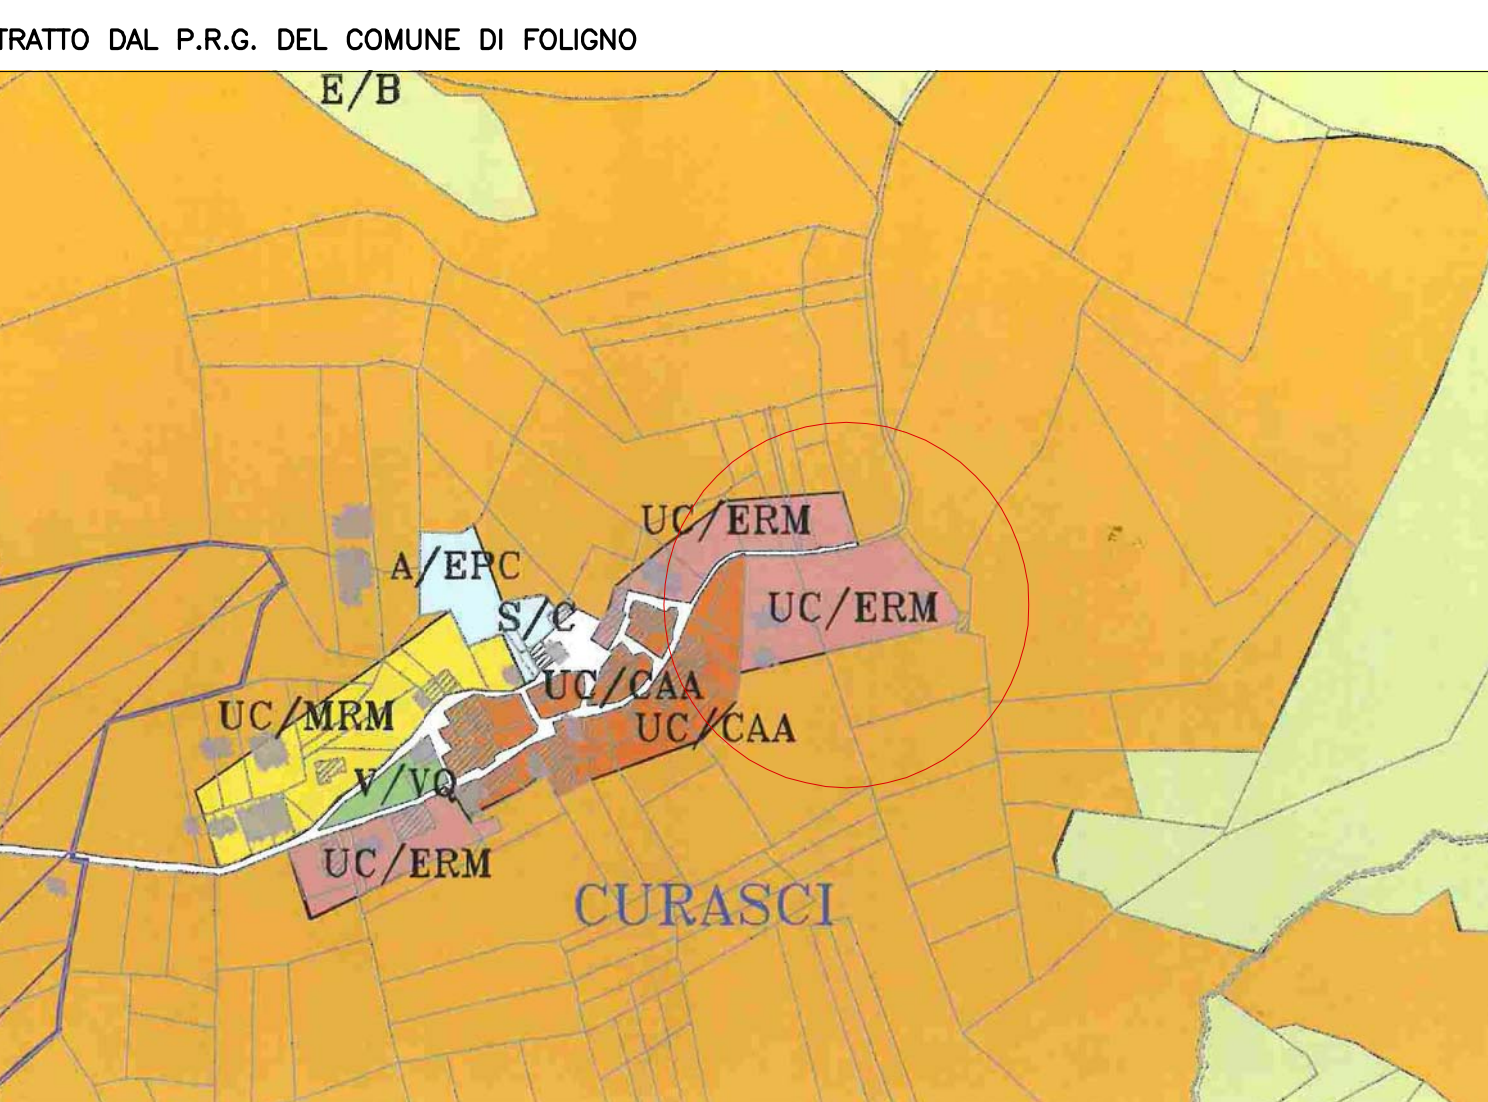 TRATTO DAL P.R.G. DEL COMUNE DI FOLIGNO
E/B
UC/ERM
A/EPC
S/C
UC/ERM
UC/CAA
UC/MRM
UC/CAA
V/VQ
UC/ERM
CURASCI